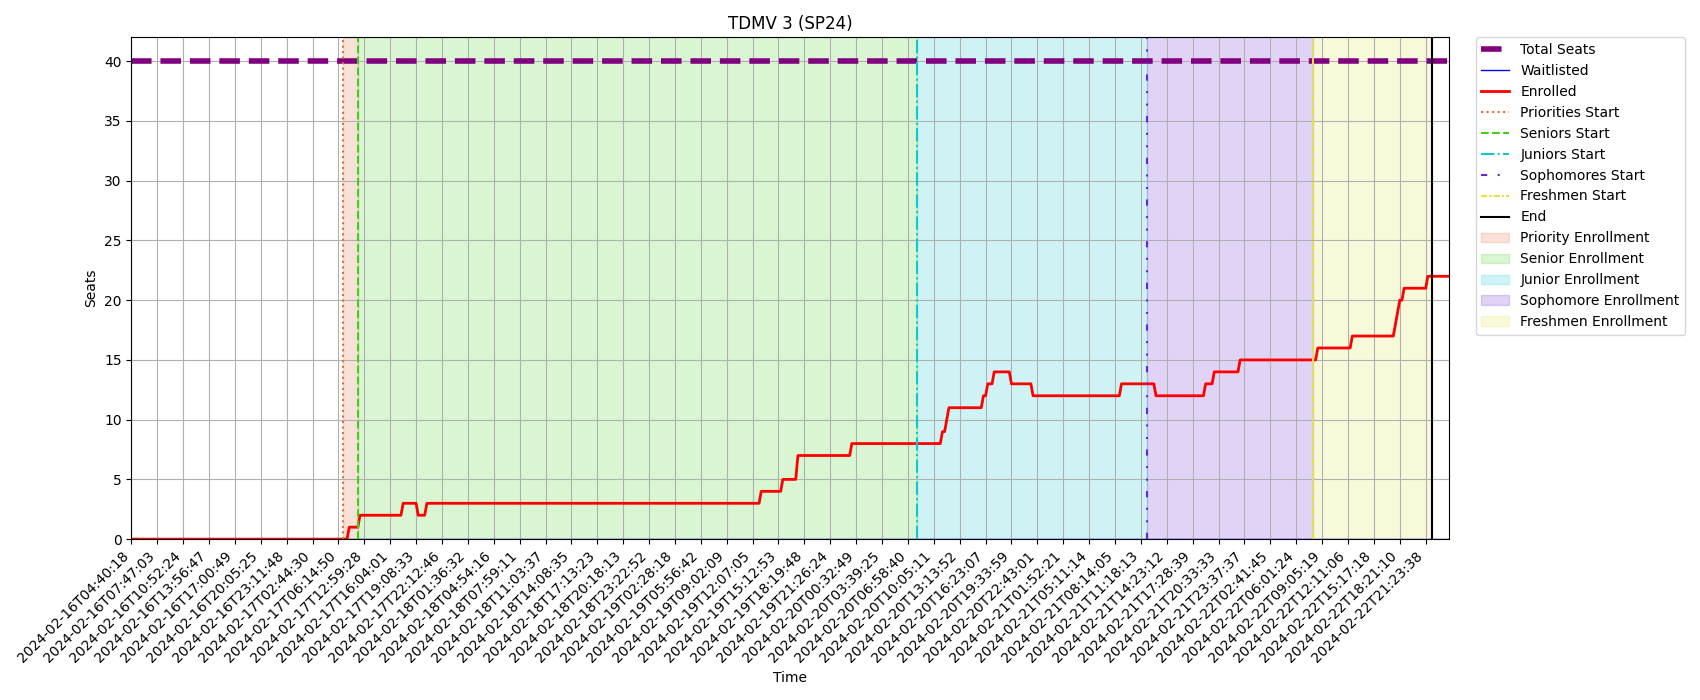 TDMV 3 (SP24)
Seats
40
35
30
25
20
15
10
5
0
2024-02-16T04:40:18
2024-02-16T07:47:03
2024-02-16T10:52:24
2024-02-16T13:56:47
2024-02-16T17:00:49
2024-02-16T20:05:25
2024-02-16T23:11:48
2024-02-17T02:44:30
2024-02-17T06:14:50
2024-02-17T12:59:28
2024-02-17T16:04:01
2024-02-17T19:08:33
2024-02-17T22:12:46
2024-02-18T01:36:32
2024-02-18T04:54:16
2024-02-18T07:59:11
2024-02-18T11:03:37
2024-02-18T14:08:35
2024-02-18T17:13:23
2024-02-18T20:18:13
2024-02-18T23:22:52
2024-02-19T02:28:18
2024-02-19T05:56:42
2024-02-19T09:02:09
2024-02-19T12:07:05
2024-02-19T15:12:53
2024-02-19T18:19:48
2024-02-19T21:26:24
2024-02-20T00:32:49
2024-02-20T03:39:25
2024-02-20T06:58:40
2024-02-20T10:05:11
2024-02-20T13:13:52
2024-02-20T16:23:07
2024-02-20T19:33:59
2024-02-20T22:43:01
2024-02-21T01:52:21
2024-02-21T05:11:14
2024-02-21T08:14:05
2024-02-21T11:18:13
2024-02-21T14:23:12
2024-02-21T17:28:39
2024-02-21T20:33:33
2024-02-21T23:37:37
2024-02-22T02:41:45
2024-02-22T06:01:24
2024-02-22T09:05:19
2024-02-22T12:11:06
2024-02-22T15:17:18
2024-02-22T18:21:10
2024-02-22T21:23:38
Time
Total Seats
Waitlisted
Enrolled
Priorities Start
Seniors Start
Juniors Start
Sophomores Start
Freshmen Start
End
Priority Enrollment
Senior Enrollment
Junior Enrollment
Sophomore Enrollment
Freshmen Enrollment